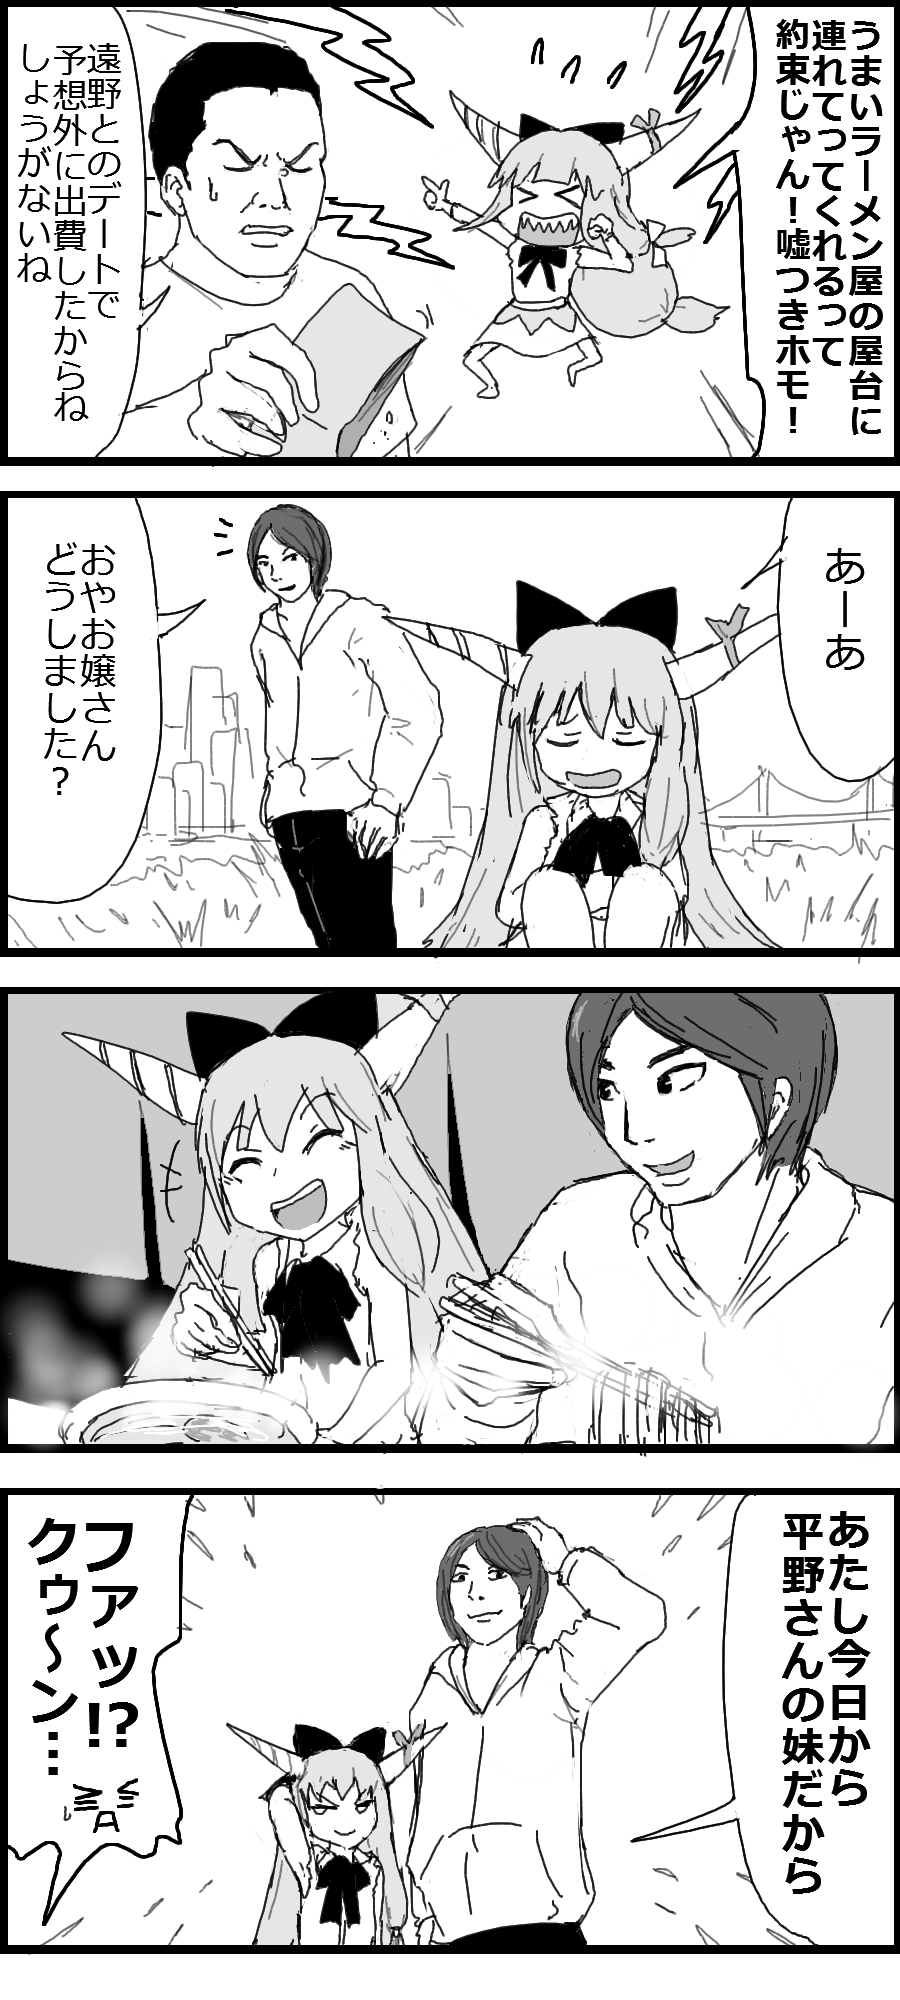 うまいラーメン屋の屋台に
連れてってくれるって
約束じゃん！嘘つきホモ！
遠野とのデートで
予想外に出費したからね
しょうがないね
あーあ
おやお嬢さん
どうしました？
あたし今日から
平野さんの妹だから
ファッ!?
クゥ～ン…